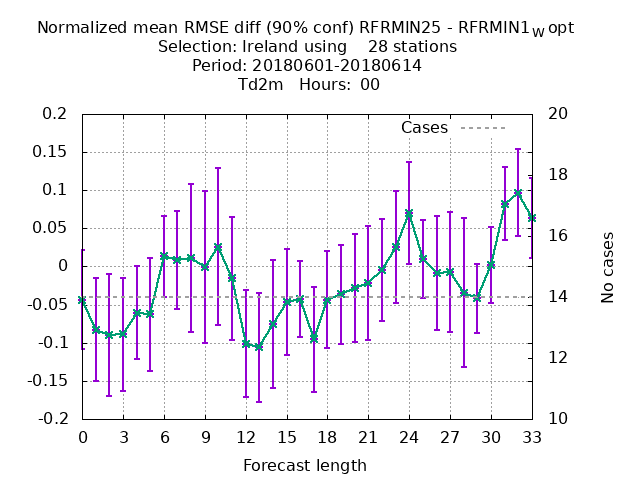 Normalized mean RMSE diff (90% conf) RFRMIN25 - RFRMIN1w opt
Selection: Ireland using 28 stations
Period: 20180601-20180614
Td2m Hours: 00
Cases
0.2
0.15
0.1
0.05
0
-0.05
-0.1
-0.15
-0.2
20
18
16
14
12
10
No cases
0 3 6 9 12 15 18 21 24 27 30 33
Forecast length